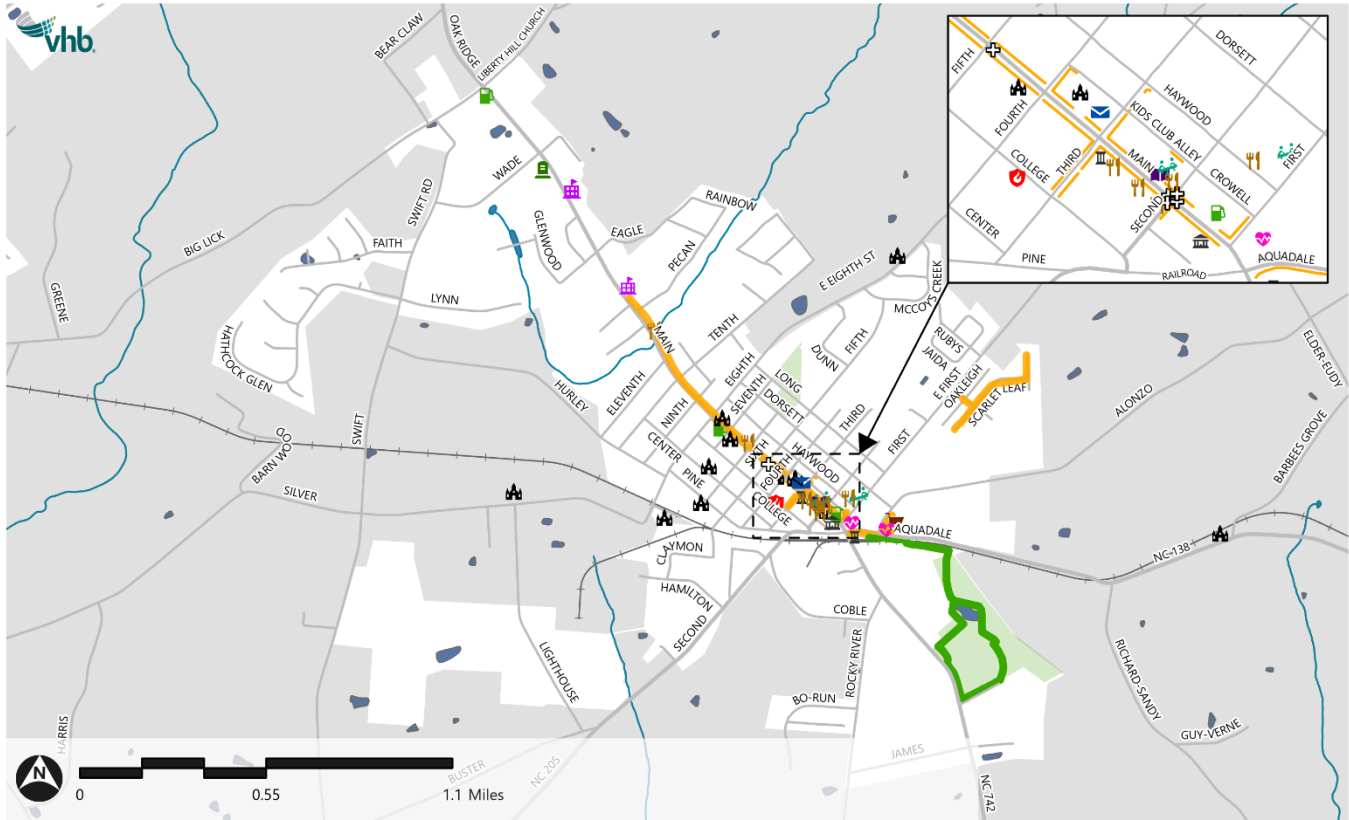 vhb
BEAR CLAW
OAK RIDGE
LIBERTY HILL CHURCH
WADE
SWIFT RD
BIG LICK
FAITH
GREENE
LYNN
GLENWOOD
EAGLE
PECAN
RAINBOW
HATHCOCK GLEN
HURLEY
MAIN
TENTH
E EIGHTH ST
MCCOYS CREEK
RUBYS
JAIDA
E FIRST
OAKLEIGH
SCARLET LEAF
DUNN
FIFTH
ELEVENTH
EIGHTH
SEVENTH
LONG
DORSETT
THIRD
FIRST
NINTH
CENTER
PINE
SIXTH
FOURTH
HAYWOOD
COLLEGE
SWIFT
BARN WOOD
SILVER
CLAYMON
HAMILTON
SECOND
LIGHTHOUSE
AQUADALE
COBLE
ROCKY RIVER
BO-RUN
JAMES
NC-138
ALONZO
ELDER-EUDY
BARBEES GROVE
RICHARD-SANDY
GUY-VERNE
HARRIS
BUSTER
NC 205
NC 742
FIFTH
DORSETT
HAYWOOD
KIDS CLUB ALLEY
FOURTH
COLLEGE
THIRD
MAIN
CROWELL
FIRST
SECOND
CENTER
PINE
RAILROAD
AQUADALE
N
0
0.55
1.1 Miles